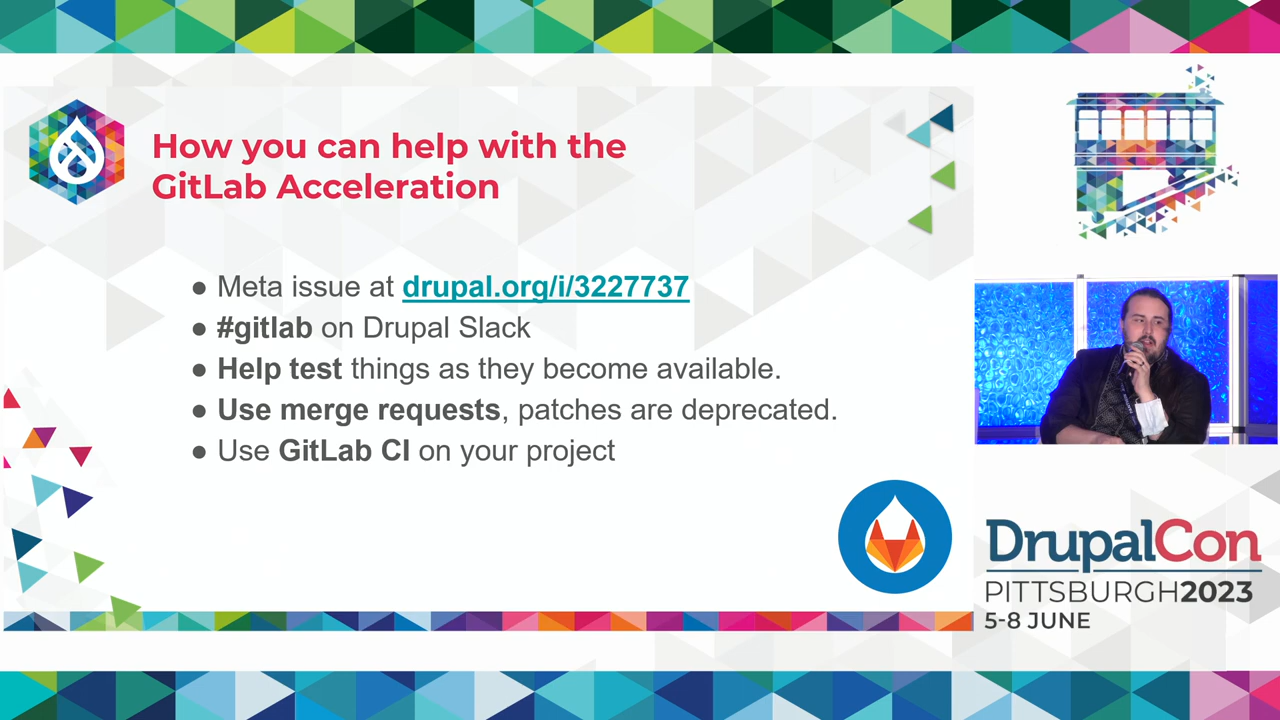 How you can help with the
GitLab Acceleration
● Meta issue at drupal.org/i/3227737
● #gitlab on Drupal Slack
● Help test things as they become available.
● Use merge requests, patches are deprecated.
● Use GitLab CI on your project
DrupalCon
PITTSBURGH2023
5-8 JUNE